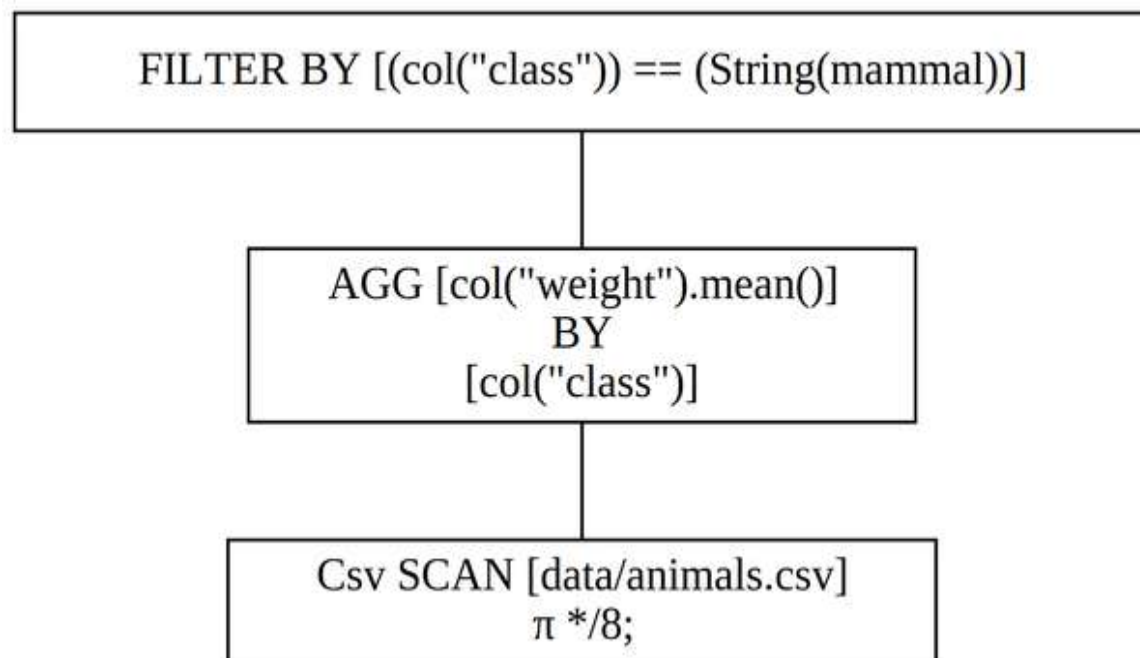 FILTER BY [(col("class")) == (String(mammal))]
AGG [col("weight").mean()]
BY
[col("class")]
Csv SCAN [data/animals.csv]
π */8;